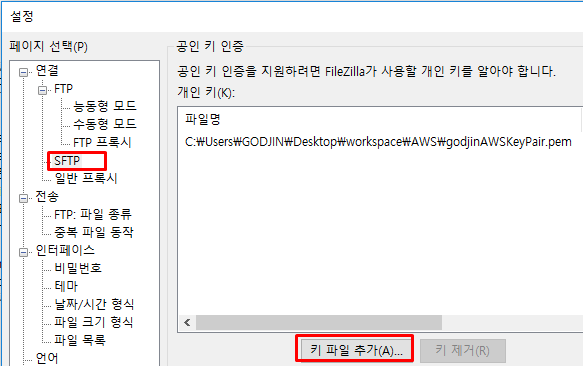 설정
페이지 선택(P)
연결
FTP
능동형 모드
수동형 모드
FTP 프록시
SFTP
일반 프록시
전송
FTP: 파일 종류
중복 파일 동작
인터페이스
비밀번호
테마
날짜/시간 형식
파일 크기 형식
파일 목록
언어
공인 키 인증
공인 키 인증을 지원하려면 FileZilla가 사용할 개인 키를 알아야 합니다.
개인 키(K):
파일명
C:₩Users₩GODJIN₩Desktop₩workspace₩AWS₩godjinAWSKeyPair.pem
키 파일 추가(A)...
키 제거(R)